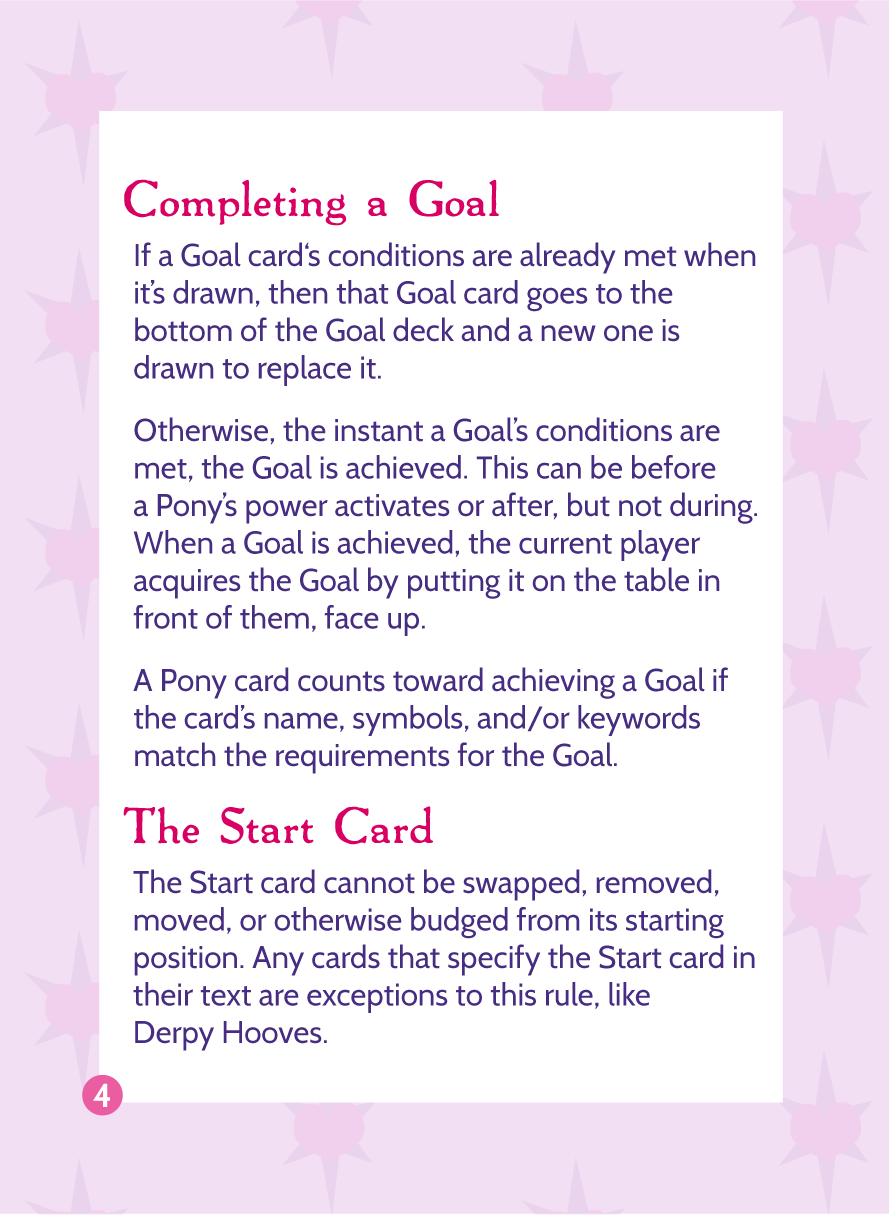 Completing a Goal
If a Goal card‘s conditions are already met when
it’s drawn, then that Goal card goes to the
bottom of the Goal deck and a new one is
drawn to replace it.
Otherwise, the instant a Goal’s conditions are
met, the Goal is achieved. This can be before
a Pony’s power activates or after, but not during.
When a Goal is achieved, the current player
acquires the Goal by putting it on the table in
front of them, face up.
A Pony card counts toward achieving a Goal if
the card’s name, symbols, and/or keywords
match the requirements for the Goal.
The Start Card
The Start card cannot be swapped, removed,
moved, or otherwise budged from its starting
position. Any cards that specify the Start card in
their text are exceptions to this rule, like
Derpy Hooves.
4